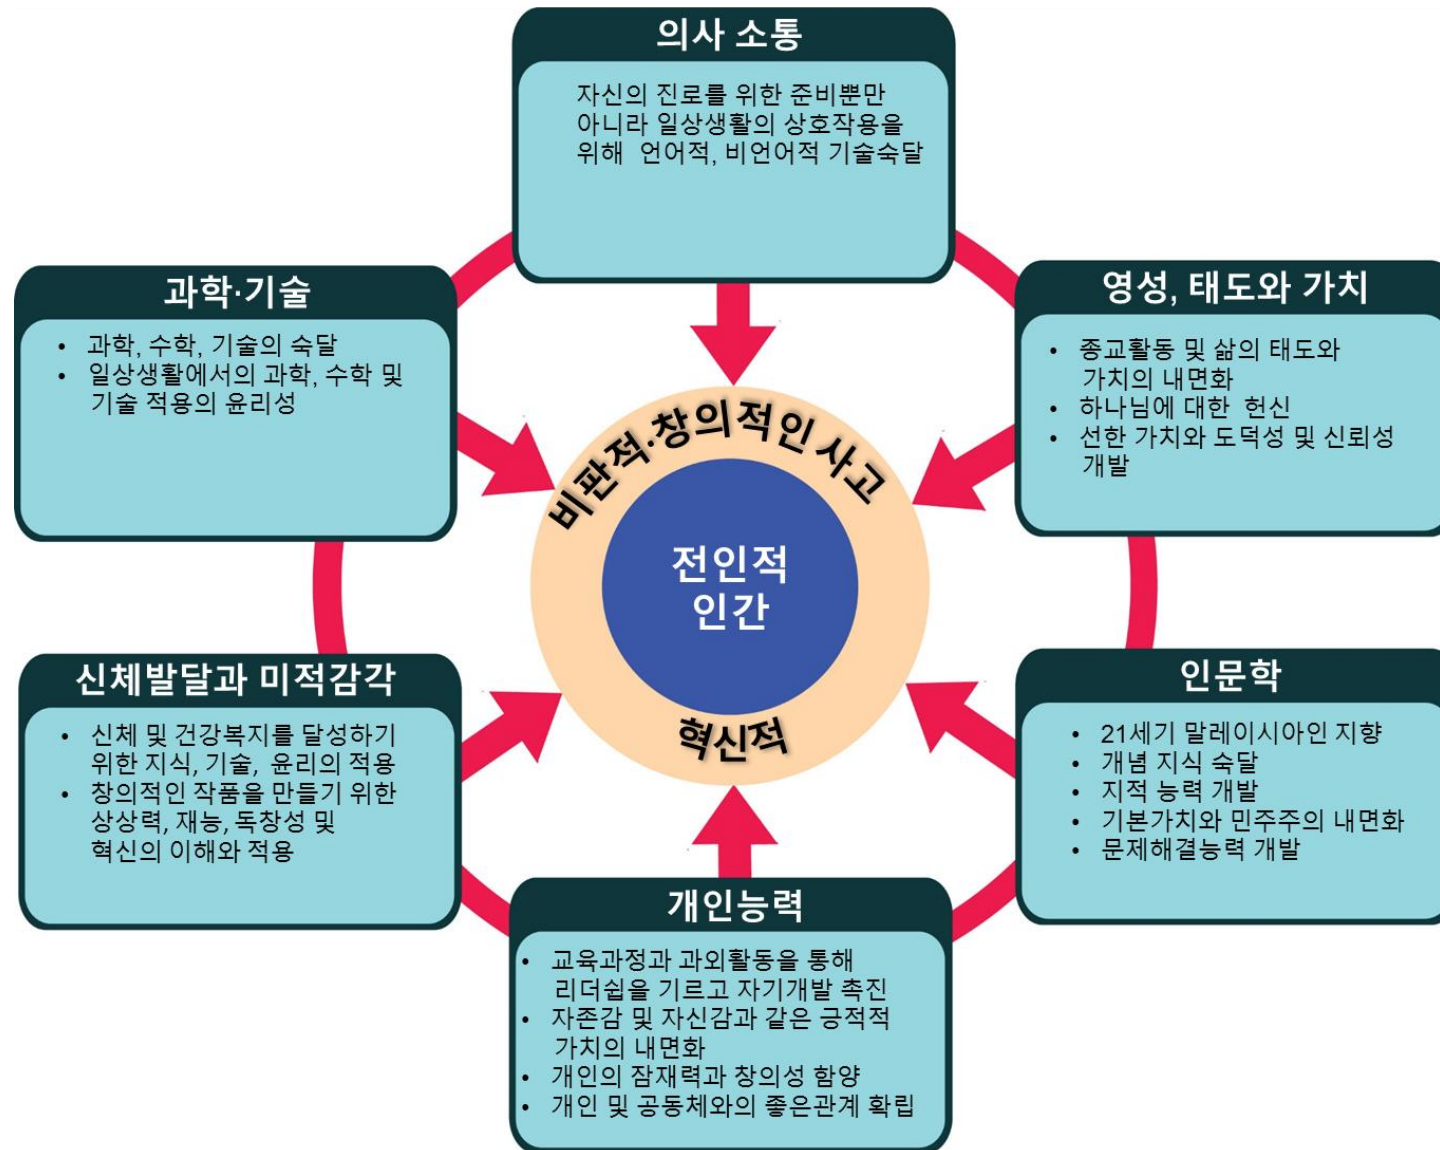 의사 소통
자신의 진로를 위한 준비뿐만
아니라 일상생활의 상호작용을
위해 언어적, 비언어적 기술숙달
과학·기술
• 과학, 수학, 기술의 숙달
• 일상생활에서의 과학, 수학 및
기술 적용의 윤리성
영성, 태도와 가치
• 종교활동 및 삶의 태도와
가치의 내면화
• 하나님에 대한 헌신
• 선한 가치와 도덕성 및 신뢰성
개발
비판적·창의적인 사고
전인적
인간
혁신적
신체발달과 미적감각
• 신체 및 건강복지를 달성하기
위한 지식, 기술, 윤리의 적용
• 창의적인 작품을 만들기 위한
상상력, 재능, 독창성 및
혁신의 이해와 적용
인문학
• 21세기 말레이시아인 지향
• 개념 지식 숙달
• 지적 능력 개발
• 기본가치와 민주주의 내면화
• 문제해결능력 개발
개인능력
• 교육과정과 과외활동을 통해
리더쉽을 기르고 자기개발 촉진
• 자존감 및 자신감과 같은 긍적적
가치의 내면화
• 개인의 잠재력과 창의성 함양
• 개인 및 공동체와의 좋은관계 확립